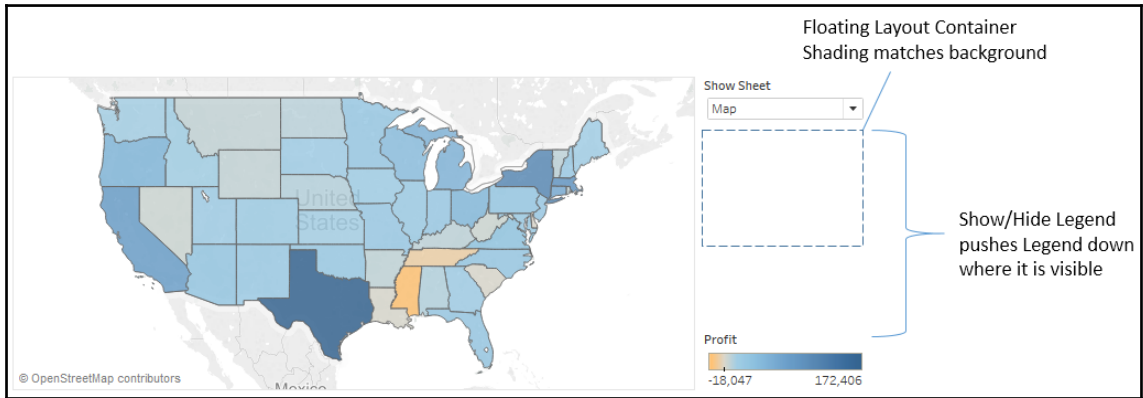 Floating Layout Container
Shading matches background
Show Sheet
Map
United
States
Show/Hide Legend
pushes Legend down
where it is visible
Profit
-18,047 172,406
© OpenStreetMap contributors
Mexico